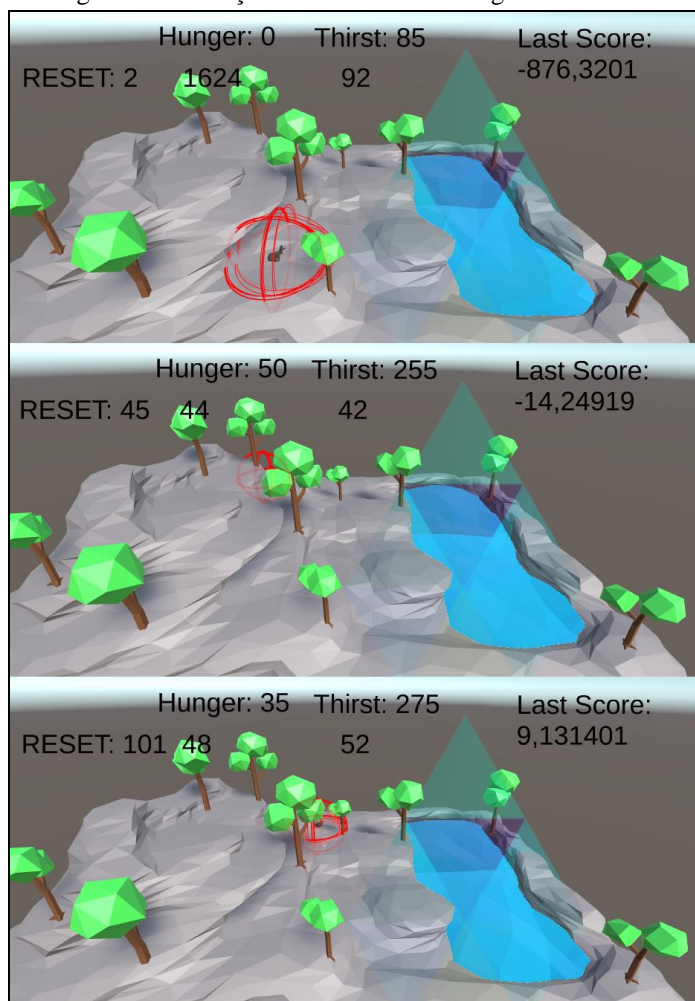 Hunger: 0 Thirst: 85 Last Score:
RESET: 2 1624 92 -876,3201
Hunger: 50 Thirst: 255 Last Score:
RESET: 45 44 42 -14,24919
Hunger: 35 Thirst: 275 Last Score:
RESET: 101 48 52 9,131401